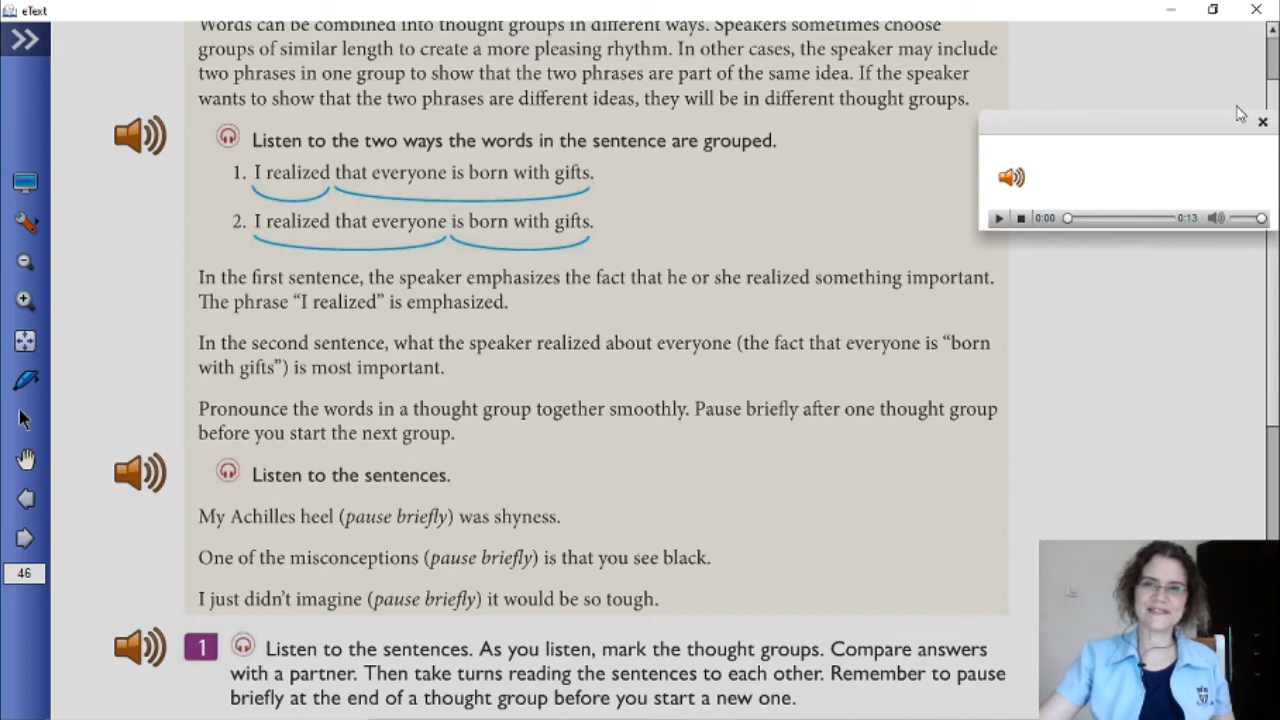 eText
Words can be combined into thought groups in different ways. Speakers sometimes choose
groups of similar length to create a more pleasing rhythm. In other cases, the speaker may include
two phrases in one group to show that the two phrases are part of the same idea. If the speaker
wants to show that the two phrases are different ideas, they will be in different thought groups.
Listen to the two ways the words in the sentence are grouped.
1. I realized that everyone is born with gifts.
2. I realized that everyone is born with gifts.
0:00 0:13
In the first sentence, the speaker emphasizes the fact that he or she realized something important.
The phrase “I realized” is emphasized.
In the second sentence, what the speaker realized about everyone (the fact that everyone is “born
with gifts”) is most important.
Pronounce the words in a thought group together smoothly. Pause briefly after one thought group
before you start the next group.
Listen to the sentences.
My Achilles heel (pause briefly) was shyness.
One of the misconceptions (pause briefly) is that you see black.
46
I just didn’t imagine (pause briefly) it would be so tough.
1 Listen to the sentences. As you listen, mark the thought groups. Compare answers
with a partner. Then take turns reading the sentences to each other. Remember to pause
briefly at the end of a thought group before you start a new one.